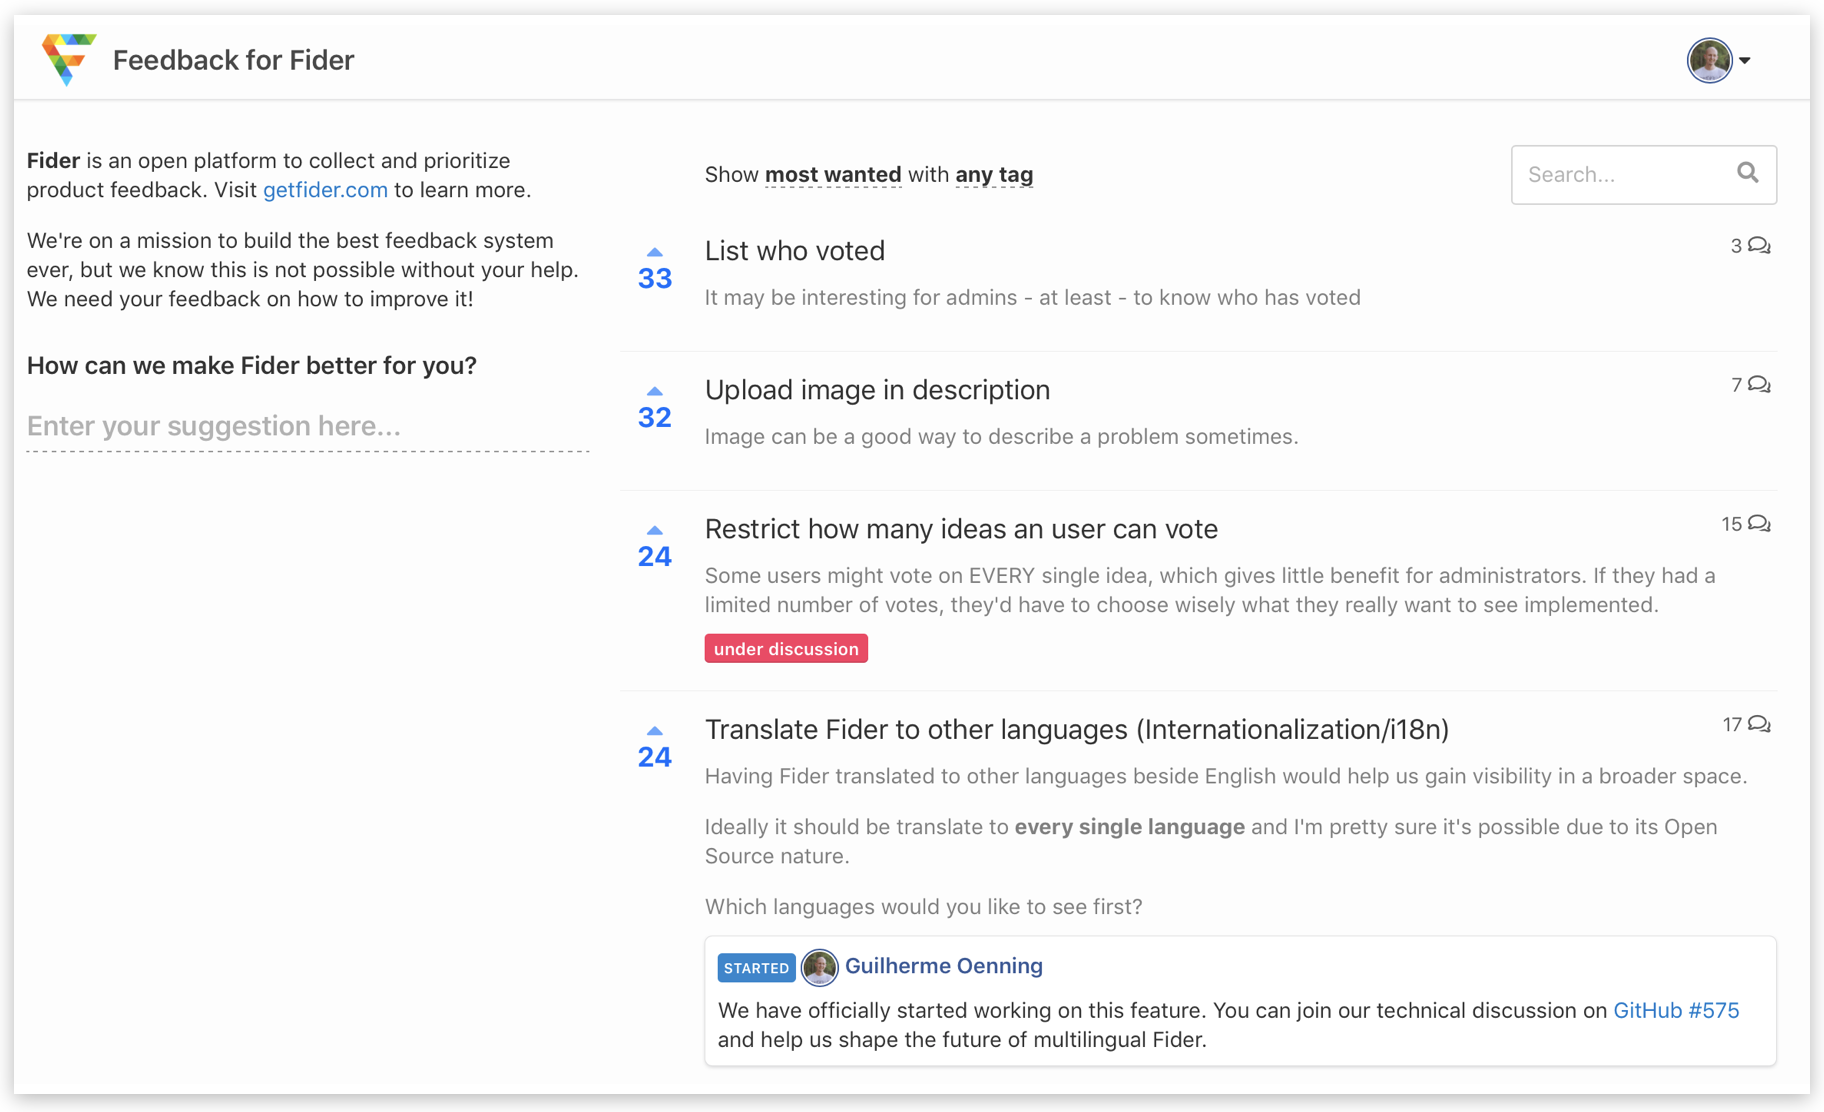 Feedback for Fider
Fider is an open platform to collect and prioritize
product feedback. Visit getfider.com to learn more.
We're on a mission to build the best feedback system
ever, but we know this is not possible without your help.
We need your feedback on how to improve it!
How can we make Fider better for you?
Enter your suggestion here...
Show most wanted with any tag
Search...
33
List who voted
3
It may be interesting for admins - at least - to know who has voted
32
Upload image in description
7
Image can be a good way to describe a problem sometimes.
24
Restrict how many ideas an user can vote
15
Some users might vote on EVERY single idea, which gives little benefit for administrators. If they had a
limited number of votes, they'd have to choose wisely what they really want to see implemented.
under discussion
24
Translate Fider to other languages (Internationalization/i18n)
17
Having Fider translated to other languages beside English would help us gain visibility in a broader space.
Ideally it should be translate to every single language and I'm pretty sure it's possible due to its Open
Source nature.
Which languages would you like to see first?
STARTED Guilherme Oenning
We have officially started working on this feature. You can join our technical discussion on GitHub #575
and help us shape the future of multilingual Fider.